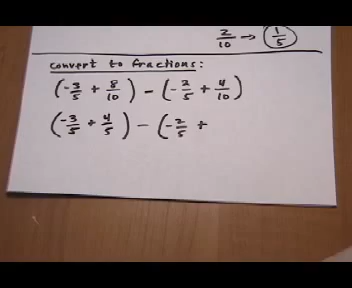 2/10 → 1/5
Convert to fractions:
(-3/5 + 8/10) - (-2/5 + 4/10)
(-3/5 + 4/5) - (-2/5 +